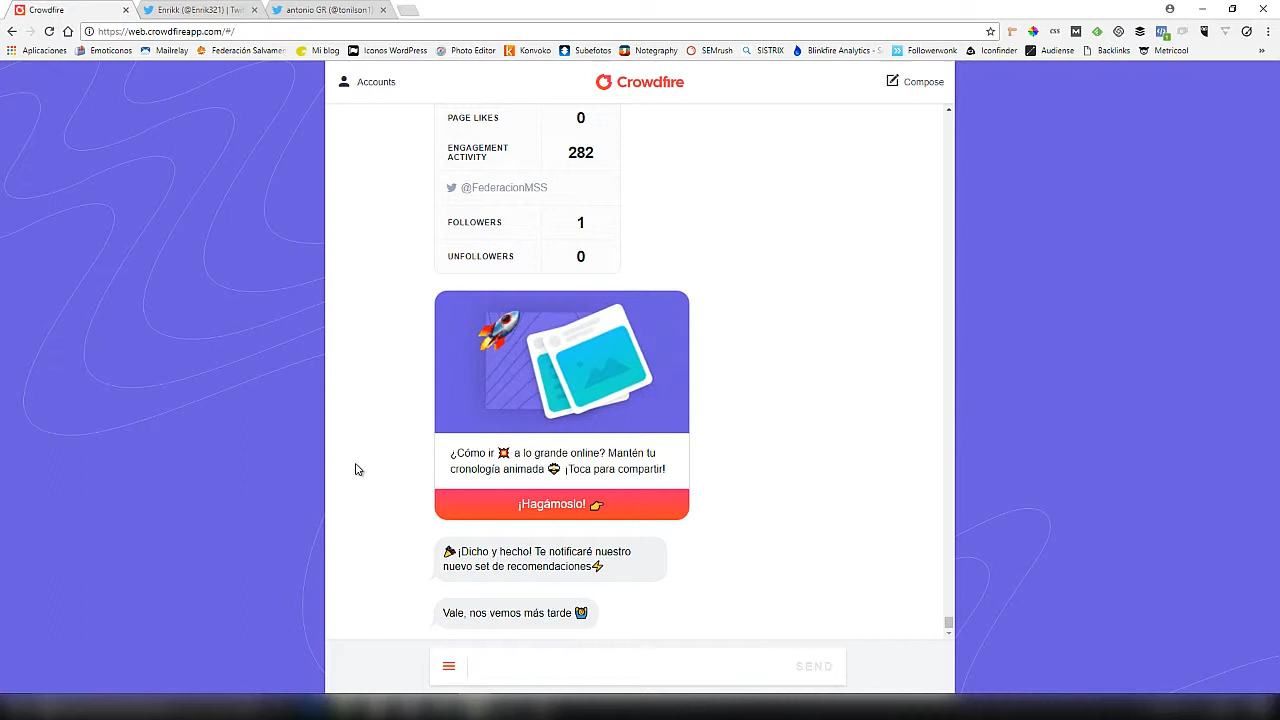 Crowdfire
Enrikk (@Enrik321) | Twi
antonio GR (@tonilson1
https://web.crowdfireapp.com/#/
Aplicaciones
Emoticonos
Mailrelay
Federación Salvamen
Mi blog
Iconos WordPress
Photo Editor
Konvoko
Subefotos
Notegraphy
SEMrush
SISTRIX
Blinkfire Analytics - S
Followerwonk
Iconfinder
Audiense
Backlinks
Metricool
Accounts
Crowdfire
Compose
PAGE LIKES 0
ENGAGEMENT
ACTIVITY 282
@FederacionMSS
FOLLOWERS 1
UNFOLLOWERS 0
¿Cómo ir 💥 a lo grande online? Mantén tu
cronología animada 😎 ¡Toca para compartir!
¡Hagámoslo! 👉
🎉 ¡Dicho y hecho! Te notificaré nuestro
nuevo set de recomendaciones⚡
Vale, nos vemos más tarde 🙆
SEND